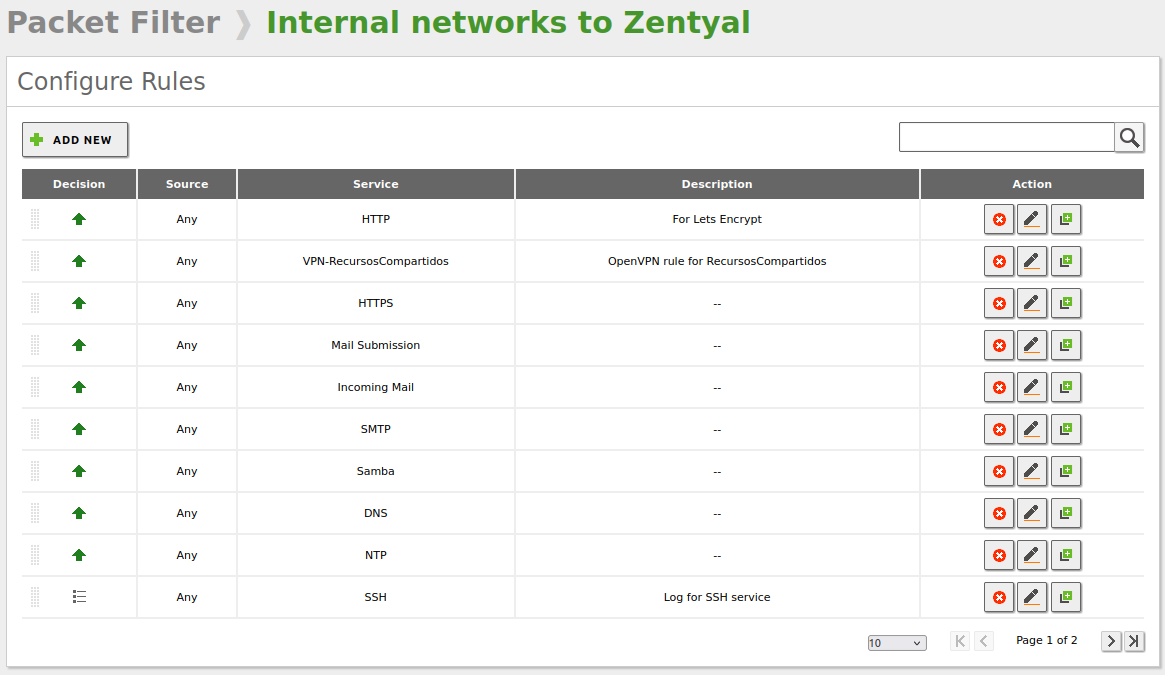 Packet Filter ❯ Internal networks to Zentyal
Configure Rules
ADD NEW
Decision Source Service Description Action
Any HTTP For Lets Encrypt
Any VPN-RecursosCompartidos OpenVPN rule for RecursosCompartidos
Any HTTPS --
Any Mail Submission --
Any Incoming Mail --
Any SMTP --
Any Samba --
Any DNS --
Any NTP --
Any SSH Log for SSH service
10 Page 1 of 2